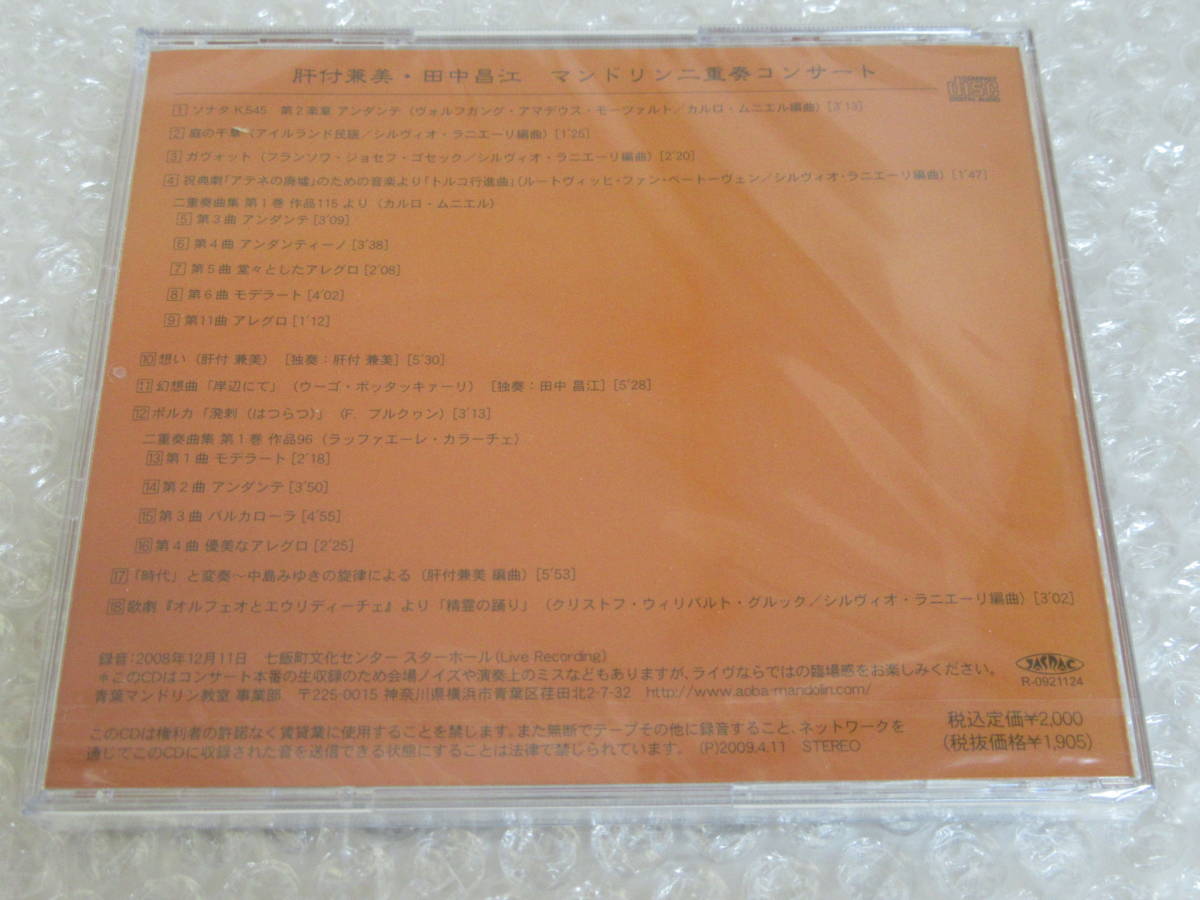 肝付兼美・田中昌江 マンドリン二重奏コンサート
disc
DIGITAL AUDIO
1 ソナタ K.545 第2楽章 アンダンテ (ヴォルフガング・アマデウス・モーツァルト/カルロ・ムニエル編曲) [3'13]
2 庭の千草 (アイルランド民謡/シルヴィオ・ラニエーリ編曲) [1'25]
3 ガヴォット (フランソワ・ジョセフ・ゴセック/シルヴィオ・ラニエーリ編曲) [2'20]
4 祝典劇「アテネの廃墟」のための音楽より「トルコ行進曲」(ルートヴィッヒ・ファン・ベートーヴェン/シルヴィオ・ラニエーリ編曲) [1'47]
二重奏曲集 第1巻 作品115 より (カルロ・ムニエル)
5 第3曲 アンダンテ [3'09]
6 第4曲 アンダンティーノ [3'38]
7 第5曲 堂々としたアレグロ [2'08]
8 第6曲 モデラート [4'02]
9 第11曲 アレグロ [1'12]
10 想い (肝付 兼美) [独奏:肝付 兼美] [5'30]
11 幻想曲「岸辺にて」 (ウーゴ・ボッタッキァーリ) [独奏:田中 昌江] [5'28]
12 ポルカ「溌剌 (はつらつ)」 (F. プルクゥン) [3'13]
二重奏曲集 第1巻 作品96 (ラッファエーレ・カラーチェ)
13 第1曲 モデラート [2'18]
14 第2曲 アンダンテ [3'50]
15 第3曲 バルカローラ [4'55]
16 第4曲 優美なアレグロ [2'25]
17 「時代」と変奏~中島みゆきの旋律による (肝付兼美 編曲) [5'53]
18 歌劇『オルフェオとエウリディーチェ』より「精霊の踊り」 (クリストフ・ウィリバルト・グルック/シルヴィオ・ラニエーリ編曲) [3'02]
録音:2008年12月11日 七飯町文化センター スターホール (Live Recording)
*このCDはコンサート本番の生収録のため会場ノイズや演奏上のミスなどもありますが、ライヴならではの臨場感をお楽しみください。
青葉マンドリン教室 事業部 〒225-0015 神奈川県横浜市青葉区荏田北2-7-32 http://www.aoba-mandolin.com/
JASRAC
R-0921124
このCDは権利者の許諾なく賃貸業に使用することを禁じます。また無断でテープその他に録音すること、ネットワークを
通じてこのCDに収録された音を送信できる状態にすることは法律で禁じられています。 (P)2009.4.11 STEREO
税込定価¥2,000
(税抜価格¥1,905)